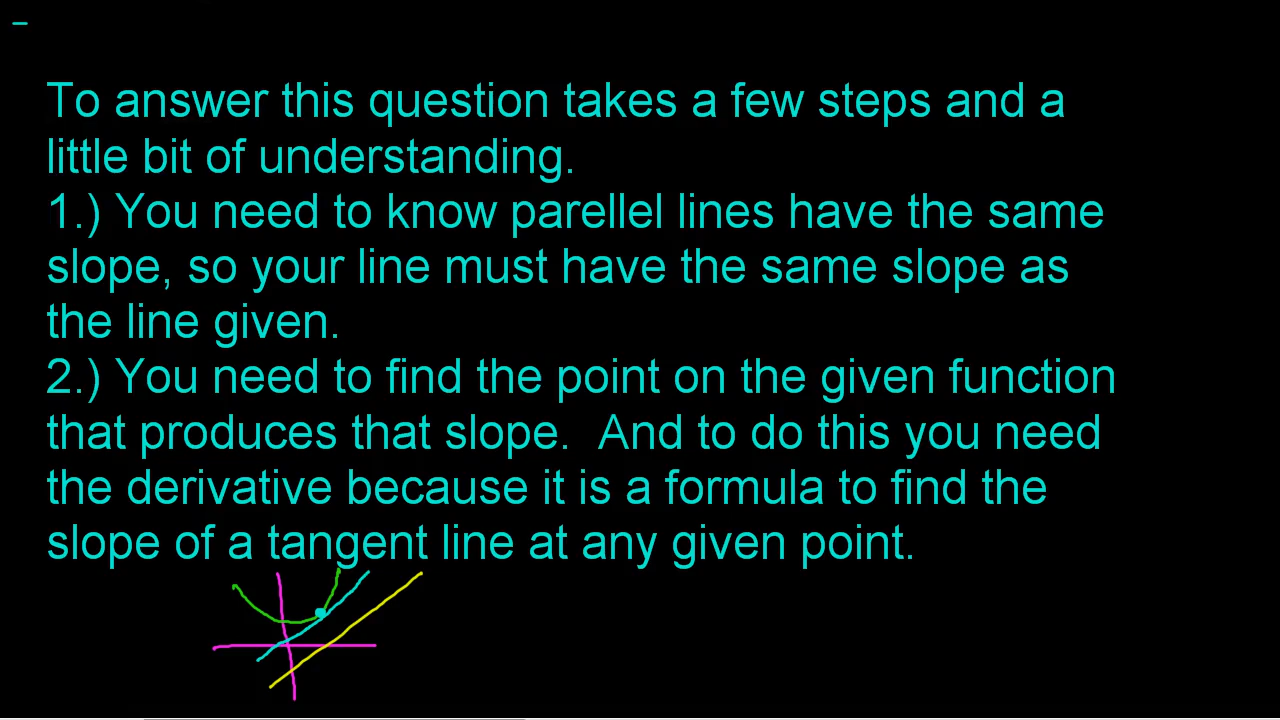 To answer this question takes a few steps and a
little bit of understanding.
1.) You need to know parellel lines have the same
slope, so your line must have the same slope as
the line given.
2.) You need to find the point on the given function
that produces that slope.  And to do this you need
the derivative because it is a formula to find the
slope of a tangent line at any given point.